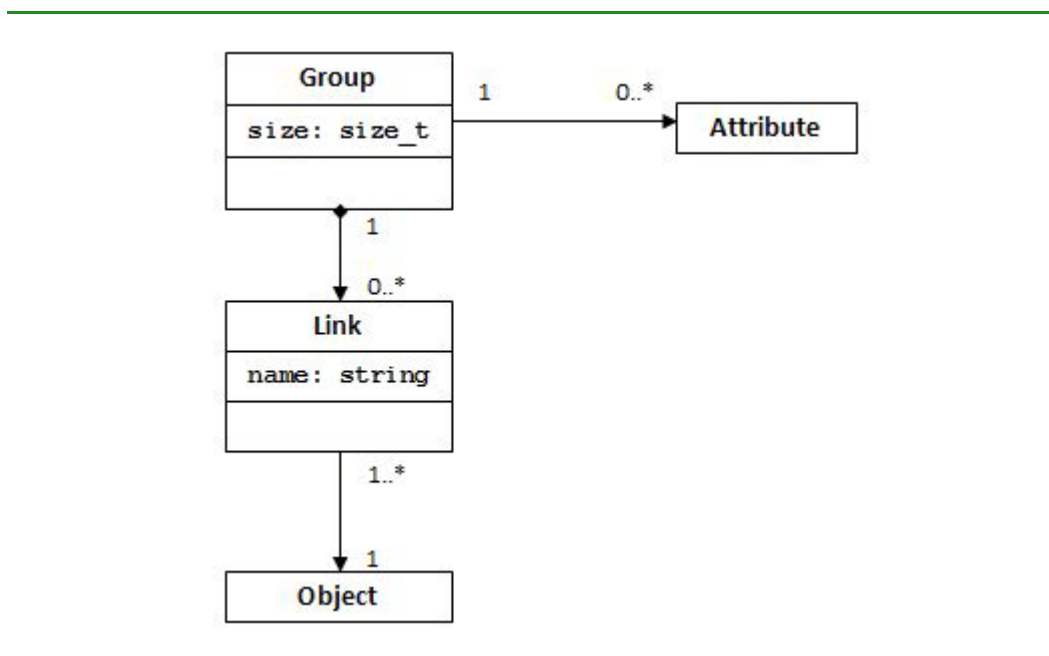 Group
size: size_t
1
0..*
Attribute
1
0..*
Link
name: string
1..*
1
Object